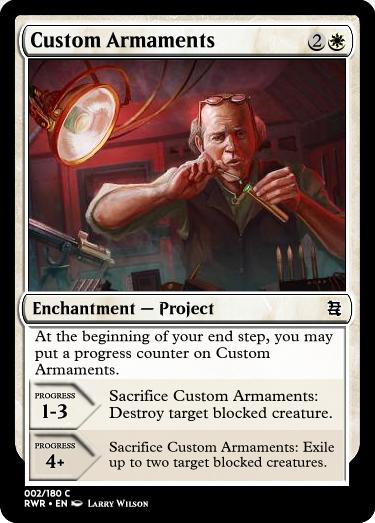 Custom Armaments 2
Enchantment — Project
At the beginning of your end step, you may
put a progress counter on Custom
Armaments.
PROGRESS
1-3
Sacrifice Custom Armaments:
Destroy target blocked creature.
PROGRESS
4+
Sacrifice Custom Armaments: Exile
up to two target blocked creatures.
002/180 C
RWR • EN LARRY WILSON